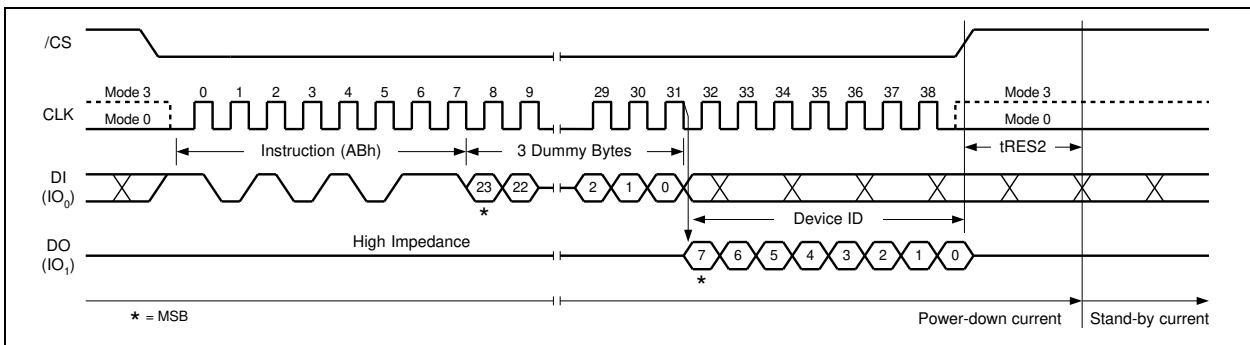 /CS
Mode 3 0 1 2 3 4 5 6 7 8 9 29 30 31 32 33 34 35 36 37 38 Mode 3
CLK
Mode 0 Mode 0
Instruction (ABh) 3 Dummy Bytes tRES2
DI
(IO0)
23 22 2 1 0
*
Device ID
High Impedance
DO
(IO1)
7 6 5 4 3 2 1 0
*
* = MSB
Power-down current Stand-by current